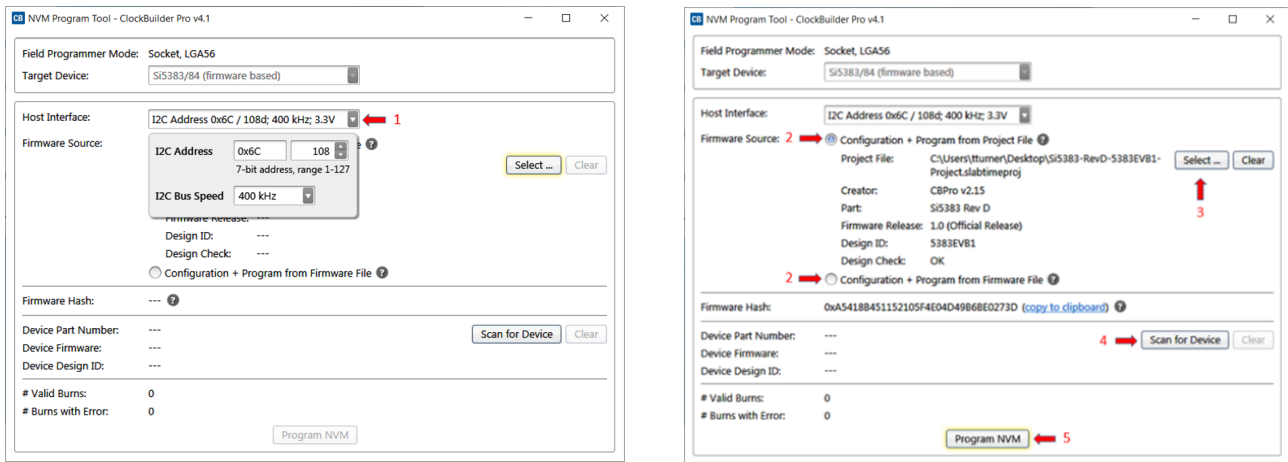 CB NVM Program Tool - ClockBuilder Pro v4.1
Field Programmer Mode: Socket, LGA56
Target Device: Si5383/84 (firmware based)
Host Interface: I2C Address 0x6C / 108d; 400 kHz; 3.3V 1
Firmware Source:
I2C Address 0x6C 108
7-bit address, range 1-127
I2C Bus Speed 400 kHz
Select ... Clear
Firmware Release: ---
Design ID: ---
Design Check: ---
Configuration + Program from Firmware File ?
Firmware Hash: --- ?
Device Part Number: --- Scan for Device Clear
Device Firmware: ---
Device Design ID: ---
# Valid Burns: 0
# Burns with Error: 0
Program NVM
CB NVM Program Tool - ClockBuilder Pro v4.1
Field Programmer Mode: Socket, LGA56
Target Device: Si5383/84 (firmware based)
Host Interface: I2C Address 0x6C / 108d; 400 kHz; 3.3V
Firmware Source: 2 Configuration + Program from Project File ?
Project File: C:\Users\tturner\Desktop\Si5383-RevD-5383EVB1- Select ... Clear
Project.slabtimeproj
3
Creator: CBPro v2.15
Part: Si5383 Rev D
Firmware Release: 1.0 (Official Release)
Design ID: 5383EVB1
Design Check: OK
2 Configuration + Program from Firmware File ?
Firmware Hash: 0xA5418B451152105F4E04D49B6BE0273D (copy to clipboard) ?
Device Part Number: --- 4 Scan for Device Clear
Device Firmware: ---
Device Design ID: ---
# Valid Burns: 0
# Burns with Error: 0
Program NVM 5